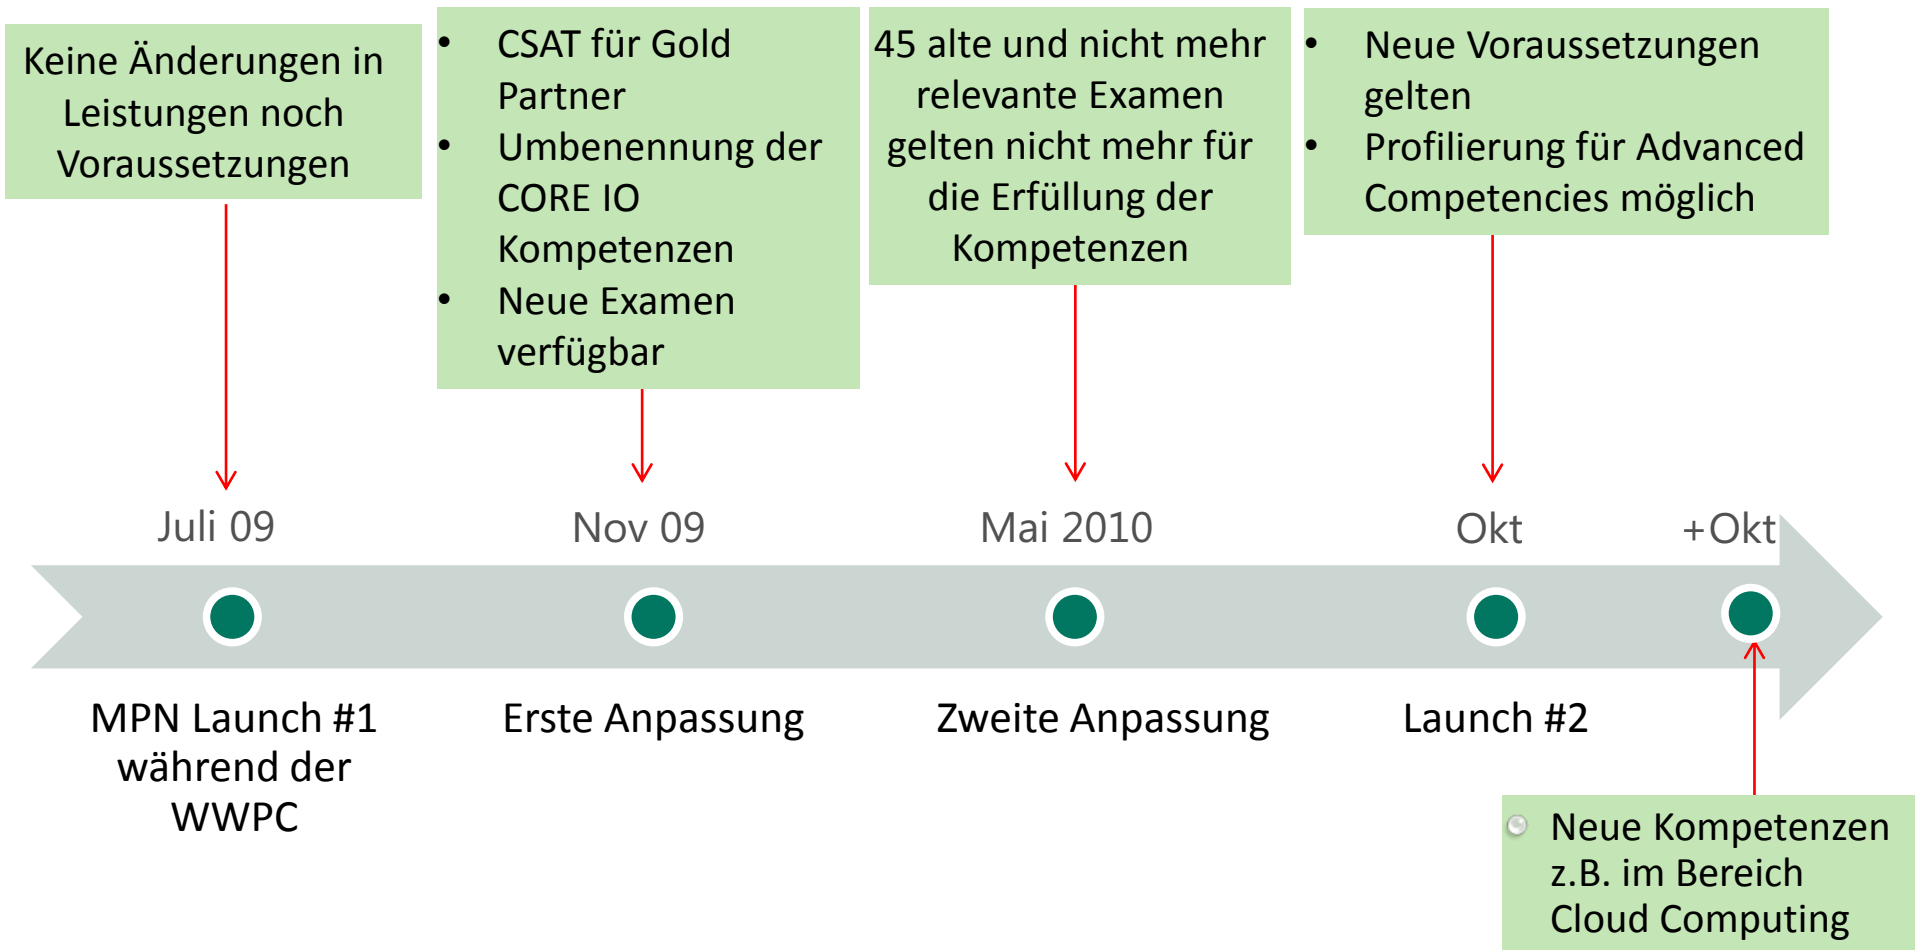 Keine Änderungen in
Leistungen noch
Voraussetzungen
• CSAT für Gold
Partner
• Umbenennung der
CORE IO
Kompetenzen
• Neue Examen
verfügbar
45 alte und nicht mehr
relevante Examen
gelten nicht mehr für
die Erfüllung der
Kompetenzen
• Neue Voraussetzungen
gelten
• Profilierung für Advanced
Competencies möglich
Juli 09
Nov 09
Mai 2010
Okt
+Okt
MPN Launch #1
während der
WWPC
Erste Anpassung
Zweite Anpassung
Launch #2
Neue Kompetenzen
z.B. im Bereich
Cloud Computing